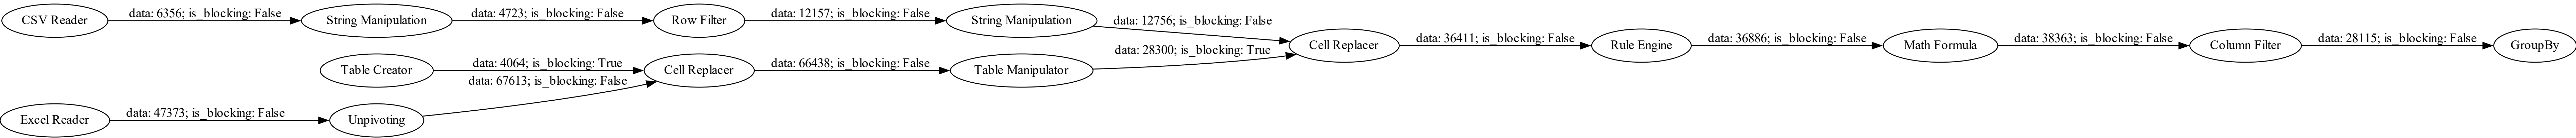 CSV Reader
data: 6356; is_blocking: False
String Manipulation
data: 4723; is_blocking: False
Row Filter
data: 12157; is_blocking: False
String Manipulation
data: 12756; is_blocking: False
Table Creator
data: 4064; is_blocking: True
Cell Replacer
data: 66438; is_blocking: False
Table Manipulator
data: 28300; is_blocking: True
Cell Replacer
data: 36411; is_blocking: False
Rule Engine
data: 36886; is_blocking: False
Math Formula
data: 38363; is_blocking: False
Column Filter
data: 28115; is_blocking: False
GroupBy
Excel Reader
data: 47373; is_blocking: False
Unpivoting
data: 67613; is_blocking: False